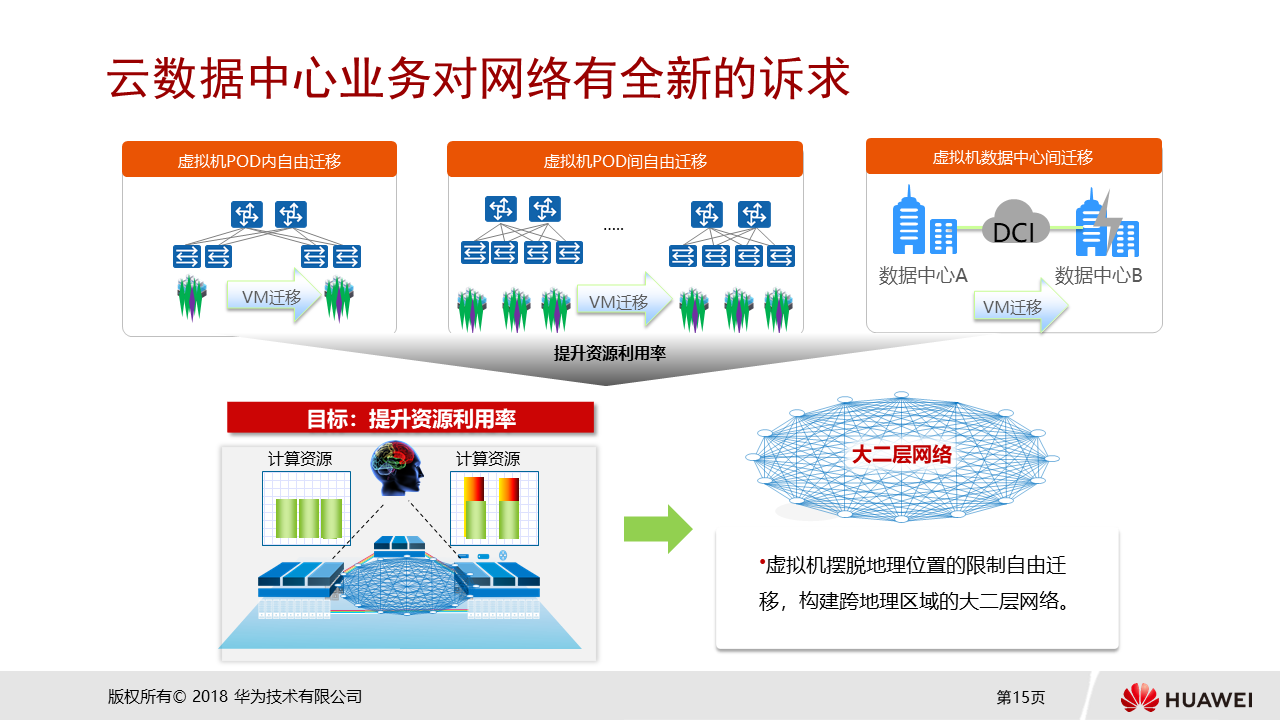 云数据中心业务对网络有全新的诉求
虚拟机POD内自由迁移
虚拟机POD间自由迁移
虚拟机数据中心间迁移
.....
DCI
数据中心A
数据中心B
VM迁移
VM迁移
VM迁移
提升资源利用率
目标：提升资源利用率
计算资源
计算资源
大二层网络
•虚拟机摆脱地理位置的限制自由迁
移，构建跨地理区域的大二层网络。
版权所有© 2018 华为技术有限公司
第15页
HUAWEI